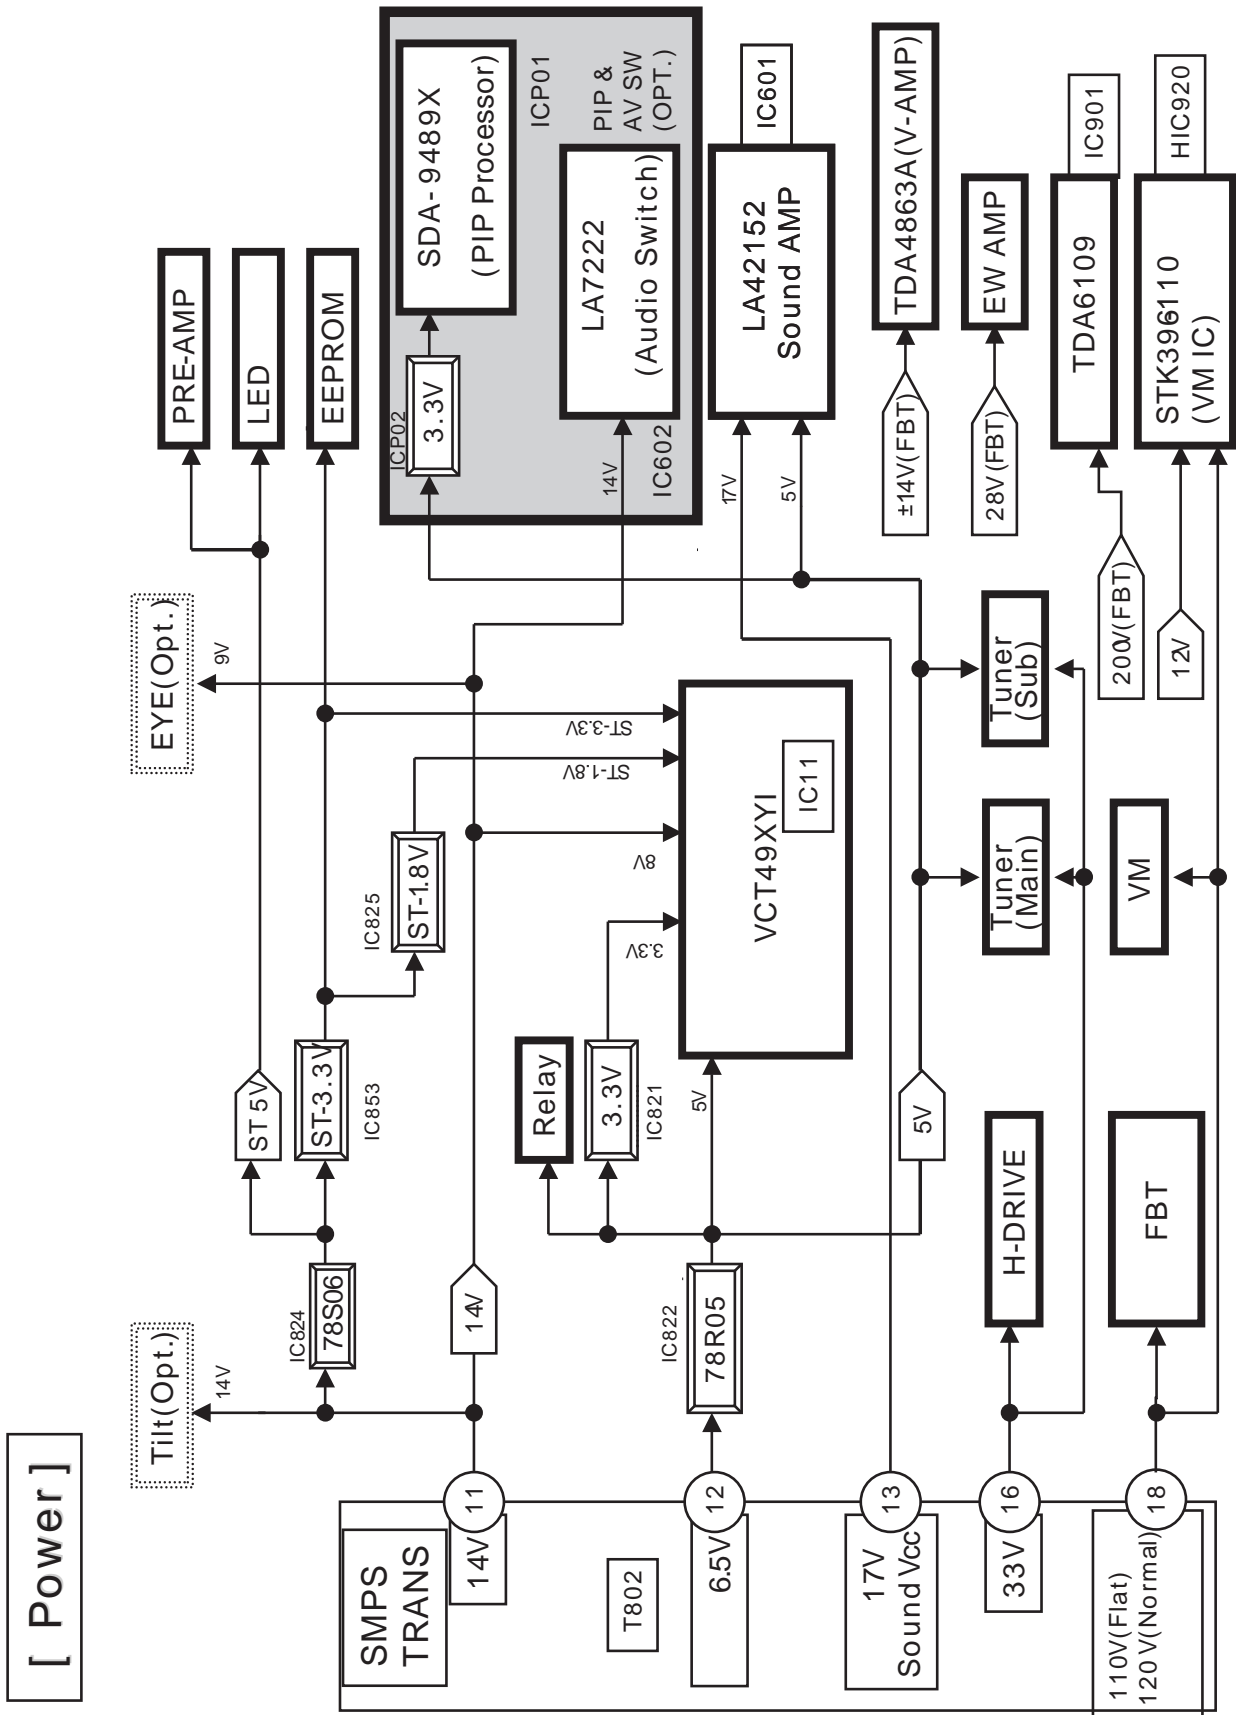 [ Power ]
SMPS
TRANS
T802
14V
11
6.5V
12
17V
Sound Vcc
13
33V
16
110V(Flat)
120V(Normal)
18
Tilt(Opt.)
14V
IC824
78S06
ST 5V
ST-3.3V
IC853
14V
IC825
ST-1.8V
EYE(Opt.)
9V
PRE-AMP
LED
EEPROM
IC822
78R05
Relay
3.3V
IC821
5V
3.3V
8V
ST-1.8V
ST-3.3V
VCT49XYI
IC11
5V
H-DRIVE
FBT
Tuner
(Main)
Tuner
(Sub)
VM
ICP02
3.3V
SDA-9489X
(PIP Processor)
ICP01
PIP &
AV SW
(OPT.)
LA7222
(Audio Switch)
14V
IC602
17V
5V
LA42152
Sound AMP
IC601
±14V(FBT)
TDA4863A(V-AMP)
28V(FBT)
EW AMP
200V(FBT)
TDA6109
IC901
12V
STK396-110
(VM IC)
HIC920